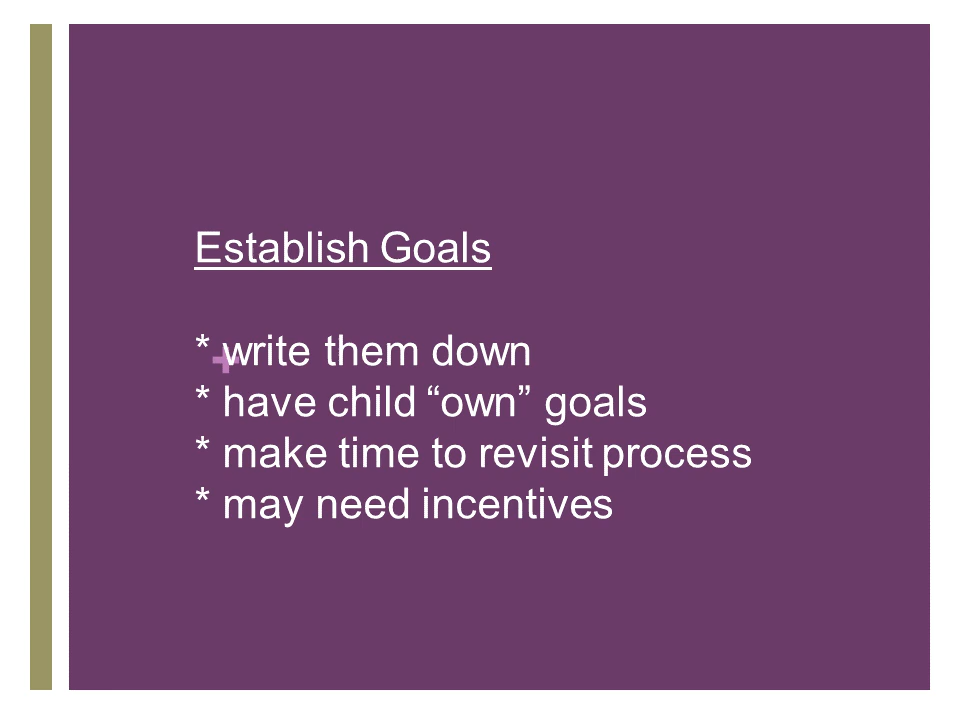 Establish Goals
* write them down
* have child “own” goals
* make time to revisit process
* may need incentives
+